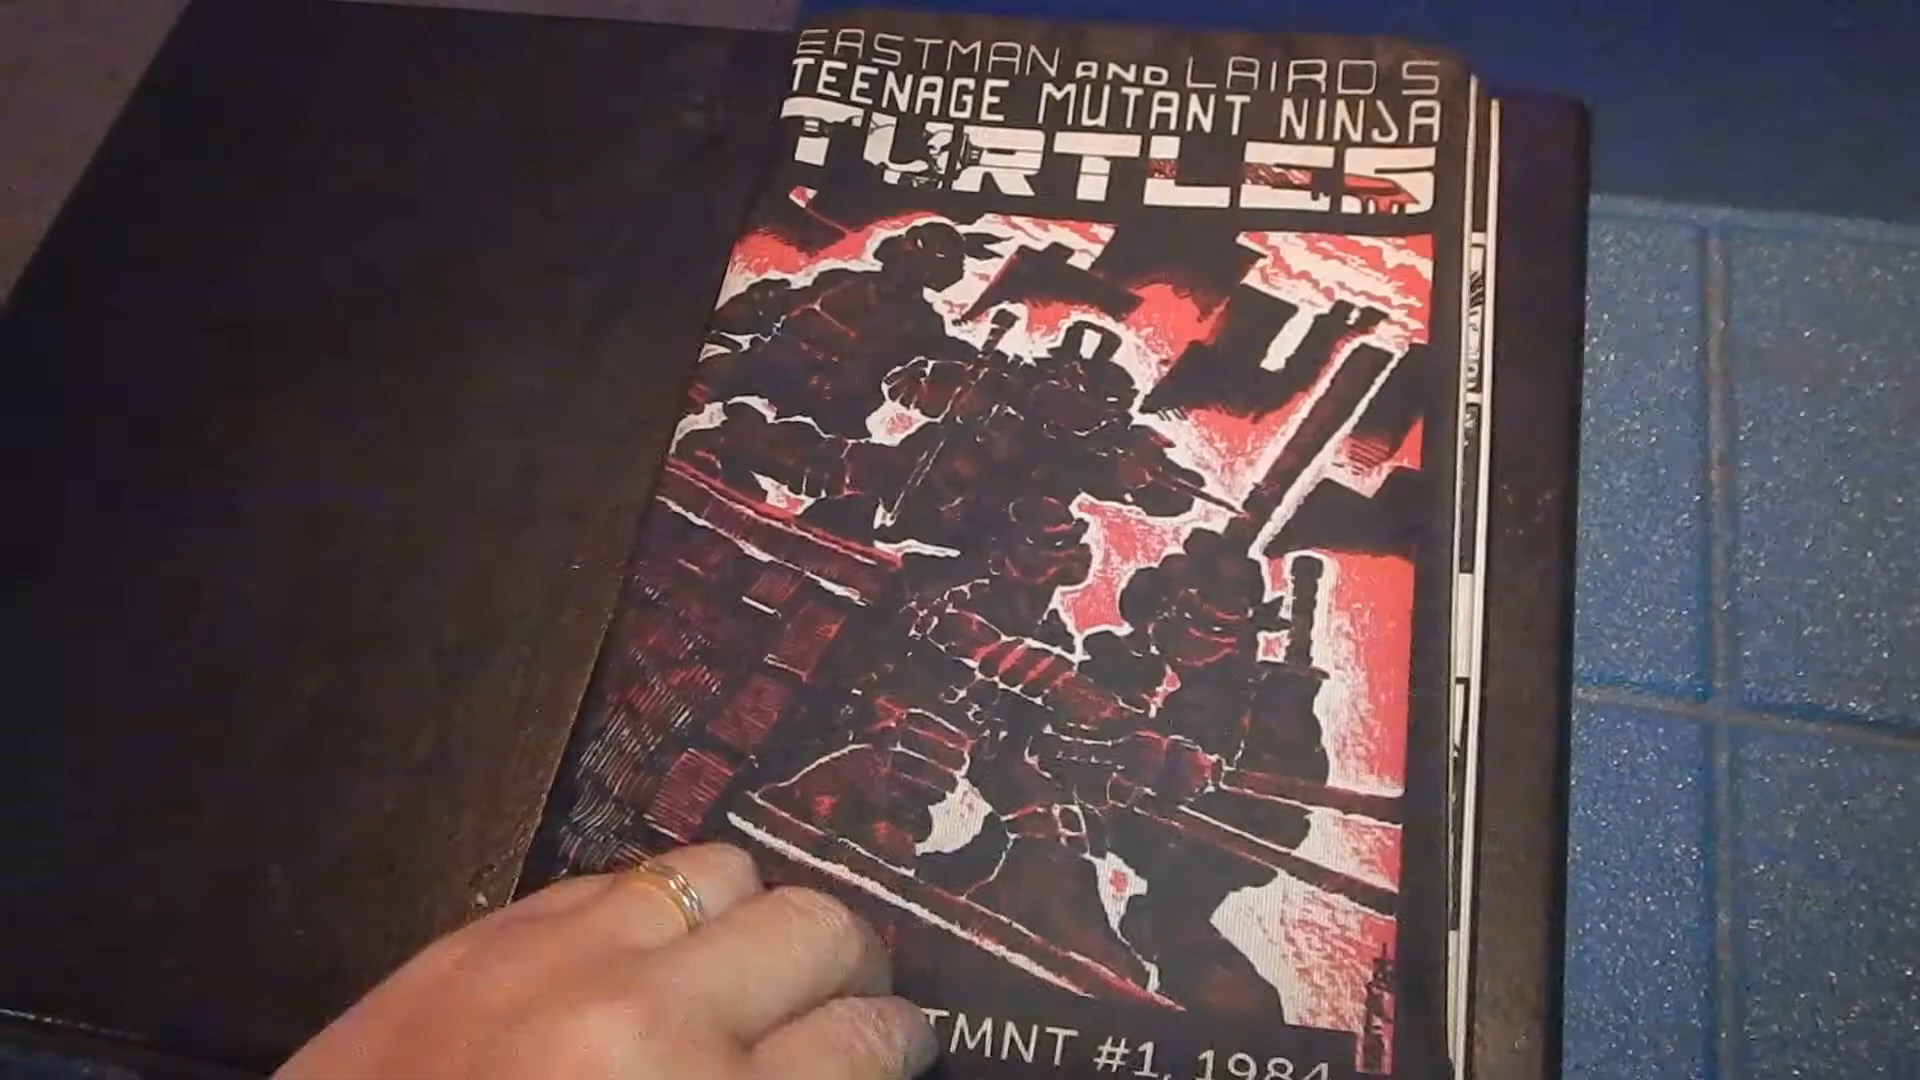 EASTMAN AND LAIRD'S
TEENAGE MUTANT NINJA
TURTLES
TMNT #1, 1984